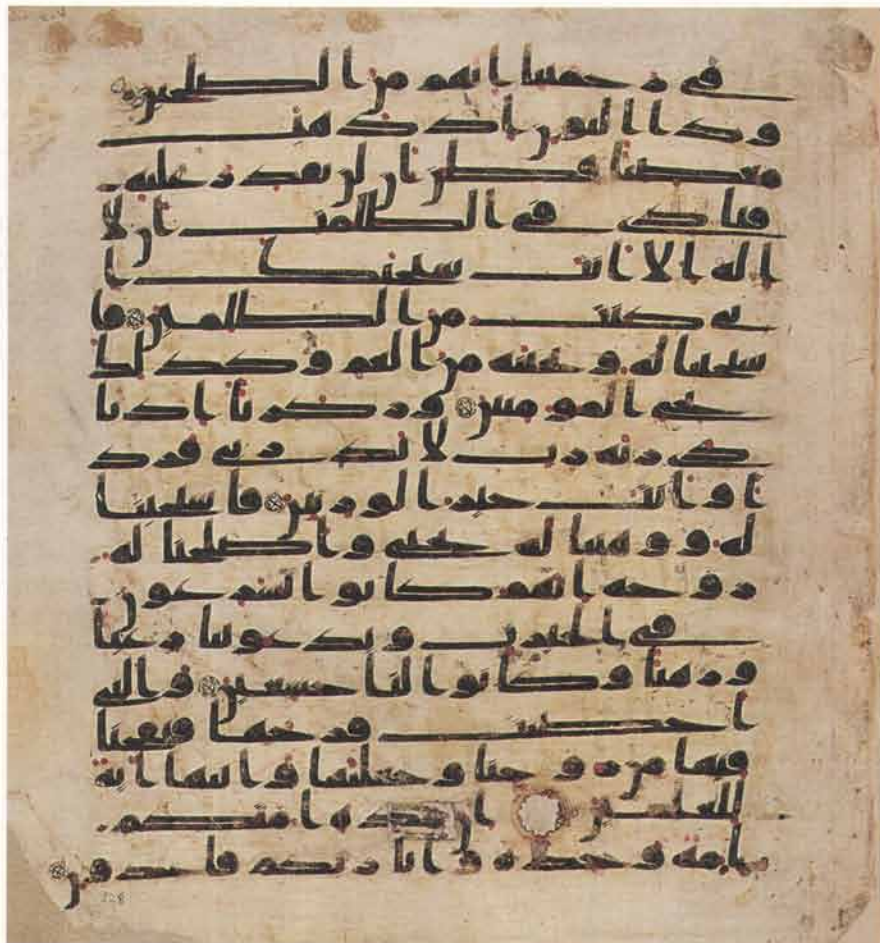 في رحمتنا انهم من الصلحين
وذا النون اذ ذهب
مغضبا فظن ان لن نقدر عليه
فنادى في الظلمت ان لا
اله الا انت سبحنك ا
ني كنت من الظلمين فا
ستجبنا له ونجينه من الغم وكذلك
نجي المومنين وزكريا اذ نا
دى ربه رب لا تذرني فرد
ا وانت خير الورثين فاستجبنا
له ووهبنا له يحيى واصلحنا له
زوجه انهم كانوا يسرعون
في الخيرت ويدعوننا رغبا
ورهبا وكانوا لنا خشعين والتي
احصنت فرجها فنفخنا
فيها من روحنا وجعلنها وابنها اية
للعلمين ان هذه امتكم
امة وحدة وانا ربكم فاعبدون